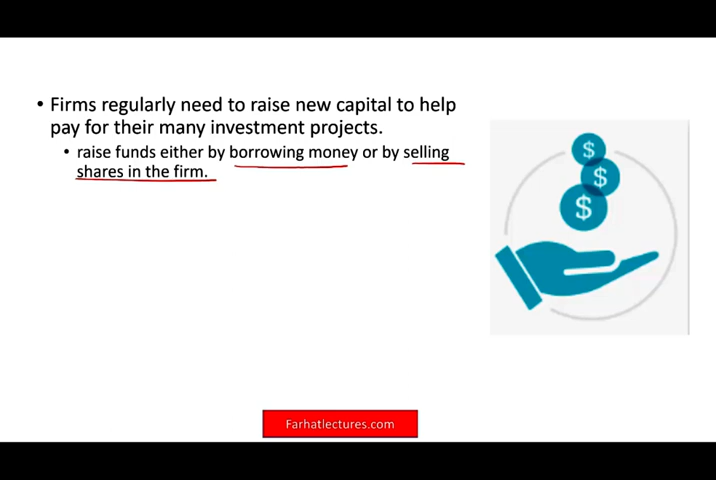 • Firms regularly need to raise new capital to help
pay for their many investment projects.
• raise funds either by borrowing money or by selling
shares in the firm.
$
$
$
Farhatlectures.com